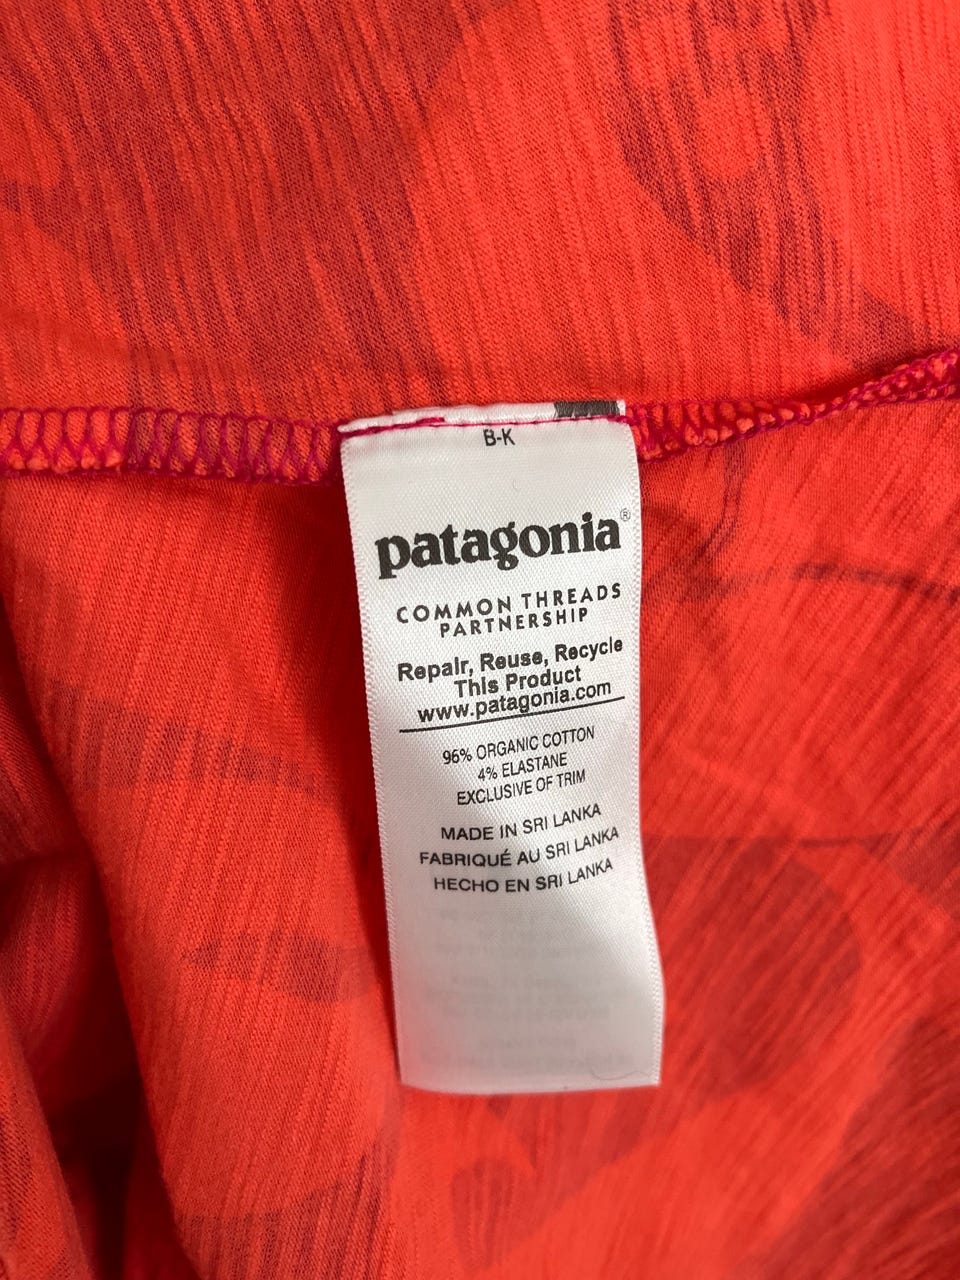 B-K
patagonia®
COMMON THREADS
PARTNERSHIP
Repair, Reuse, Recycle
This Product
www.patagonia.com
96% ORGANIC COTTON
4% ELASTANE
EXCLUSIVE OF TRIM
MADE IN SRI LANKA
FABRIQUÉ AU SRI LANKA
HECHO EN SRI LANKA